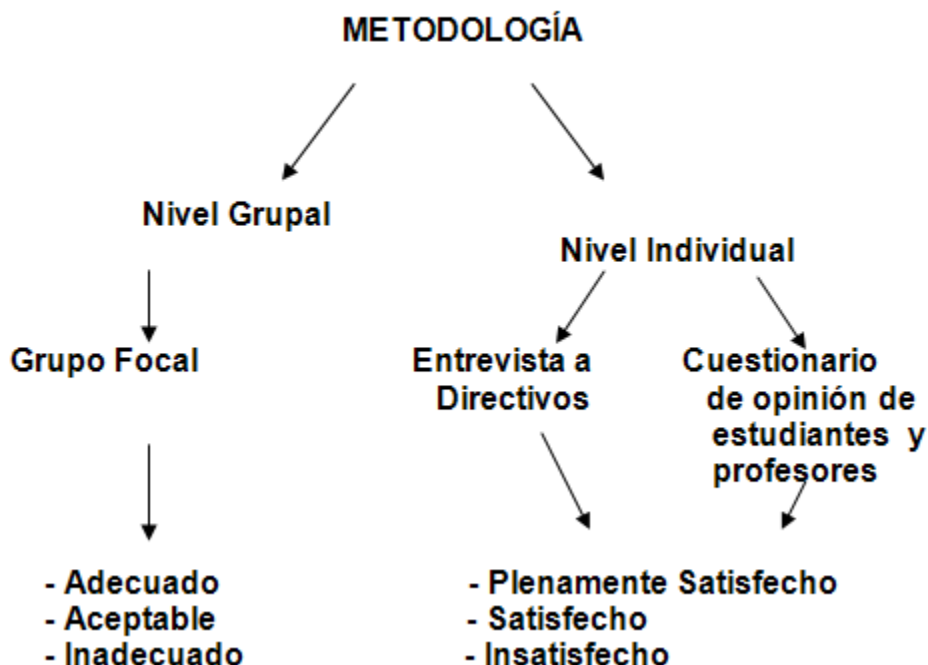 METODOLOGÍA
Nivel Grupal
Nivel Individual
Grupo Focal
Entrevista a
Directivos
Cuestionario
de opinión de
estudiantes y
profesores
- Adecuado
- Aceptable
- Inadecuado
- Plenamente Satisfecho
- Satisfecho
- Insatisfecho